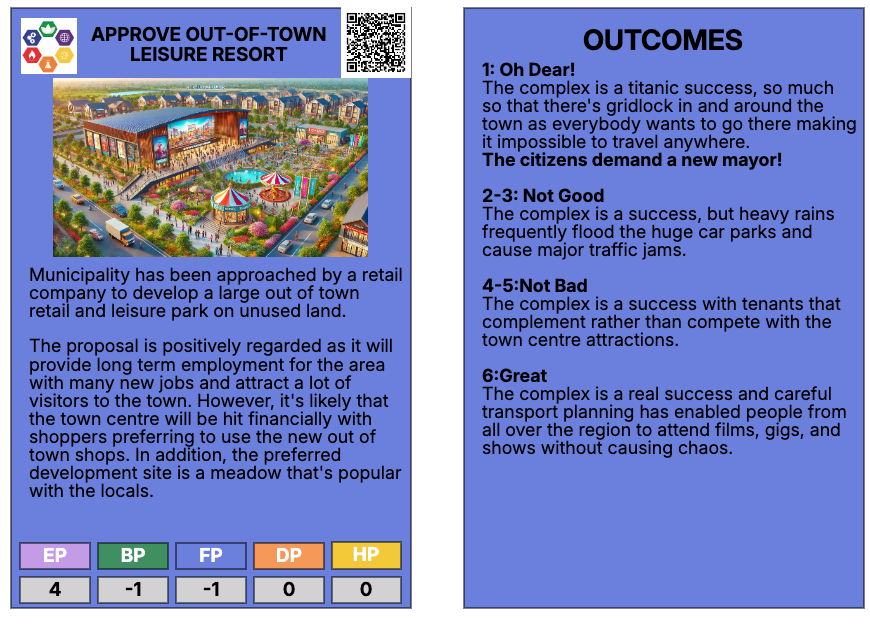 APPROVE OUT-OF-TOWN
LEISURE RESORT
Municipality has been approached by a retail
company to develop a large out of town
retail and leisure park on unused land.
The proposal is positively regarded as it will
provide long term employment for the area
with many new jobs and attract a lot of
visitors to the town. However, it's likely that
the town centre will be hit financially with
shoppers preferring to use the new out of
town shops. In addition, the preferred
development site is a meadow that's popular
with the locals.
EP BP FP DP HP
4 -1 -1 0 0
OUTCOMES
1: Oh Dear!
The complex is a titanic success, so much
so that there's gridlock in and around the
town as everybody wants to go there making
it impossible to travel anywhere.
The citizens demand a new mayor!
2-3: Not Good
The complex is a success, but heavy rains
frequently flood the huge car parks and
cause major traffic jams.
4-5:Not Bad
The complex is a success with tenants that
complement rather than compete with the
town centre attractions.
6:Great
The complex is a real success and careful
transport planning has enabled people from
all over the region to attend films, gigs, and
shows without causing chaos.